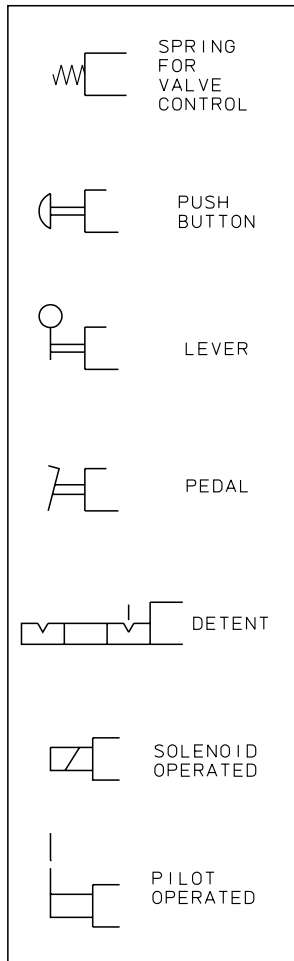 SPRING
FOR
VALVE
CONTROL
PUSH
BUTTON
LEVER
PEDAL
DETENT
SOLENOID
OPERATED
PILOT
OPERATED